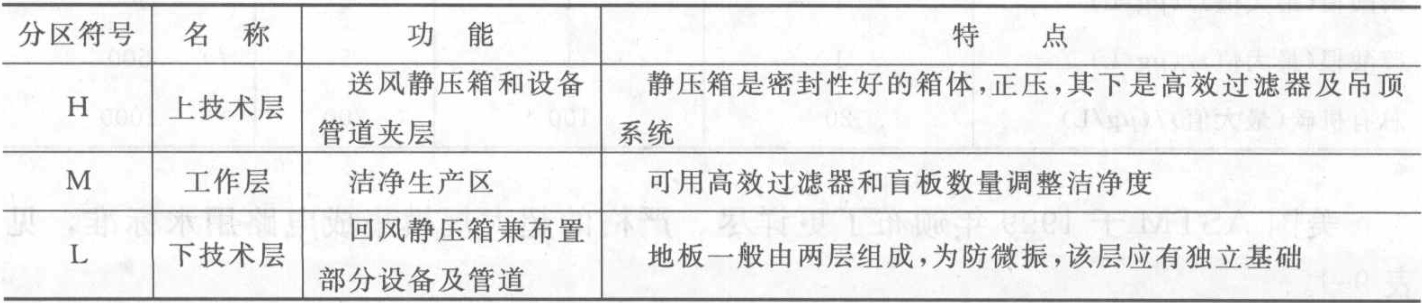 分区符号 名 称 功 能 特 点
H 上技术层 送风静压箱和设备管道夹层 静压箱是密封性好的箱体,正压,其下是高效过滤器及吊顶系统
M 工作层 洁净生产区 可用高效过滤器和盲板数量调整洁净度
L 下技术层 回风静压箱兼布置部分设备及管道 地板一般由两层组成,为防微振,该层应有独立基础